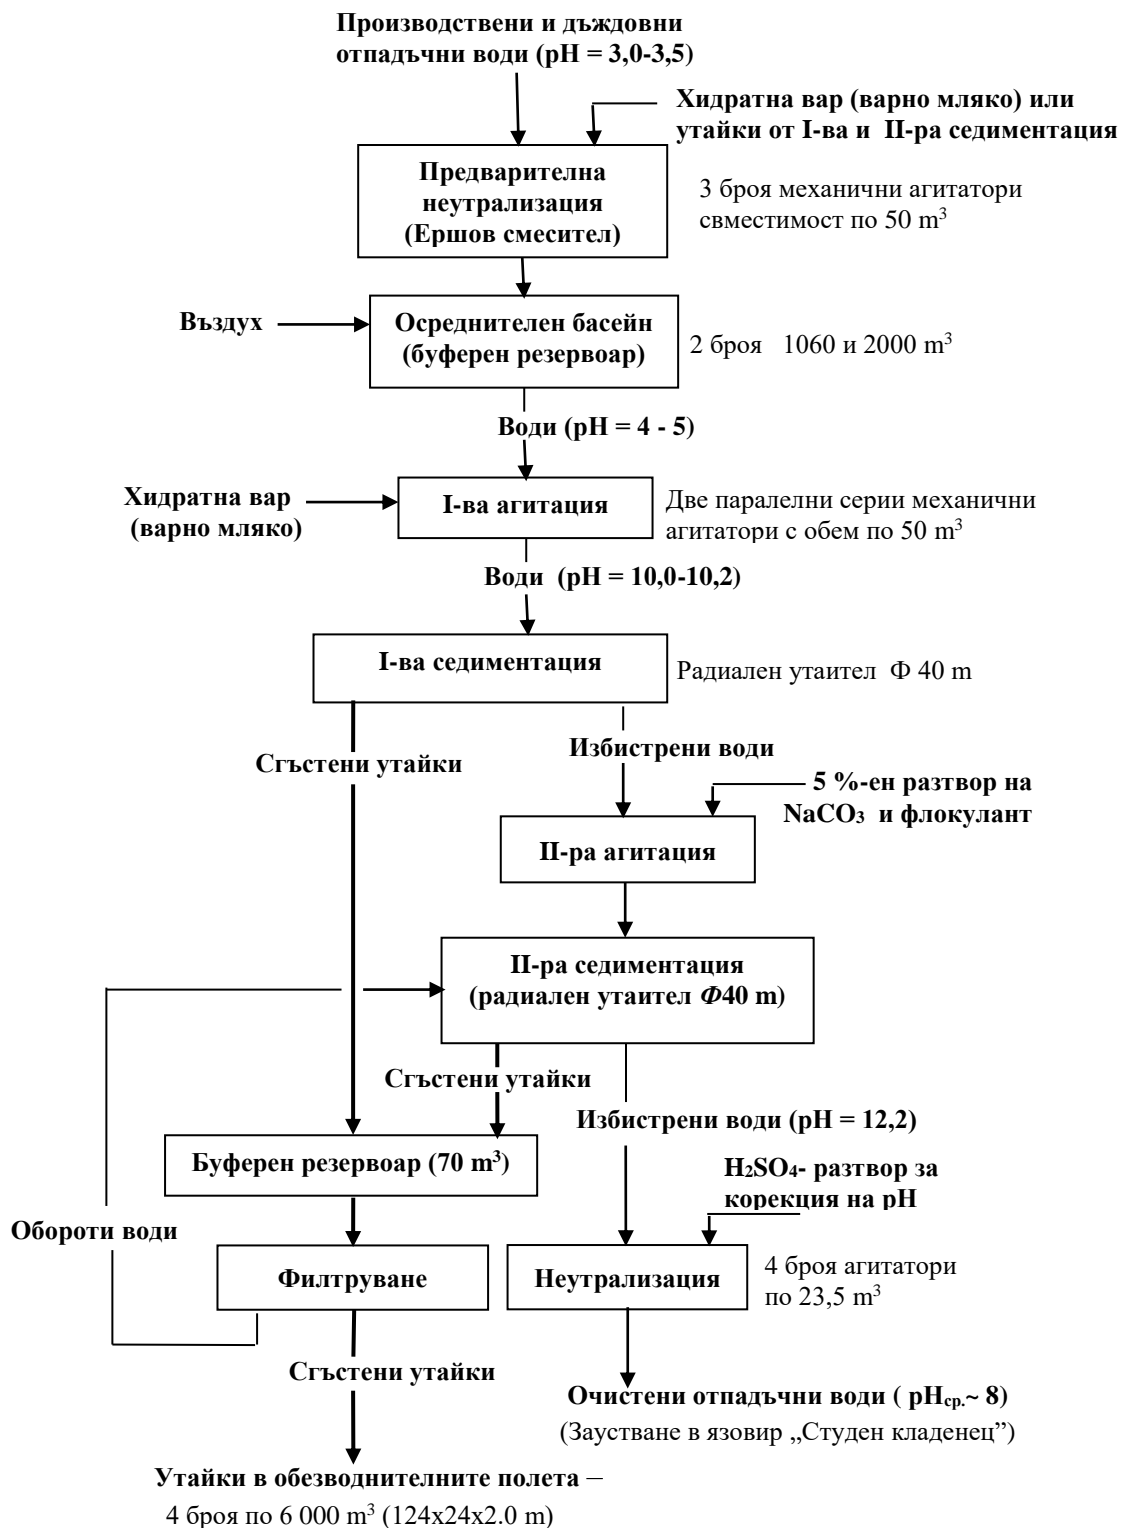 Производствени и дъждовни
отпадъчни води (pH = 3,0-3,5)
Хидратна вар (варно мляко) или
утайки от I-ва и II-ра седиментация
Предварителна
неутрализация
(Ершов смесител)
3 броя механични агитатори
свместимост по 50 m³
Въздух
Осреднителен басейн
(буферен резервоар)
2 броя 1060 и 2000 m³
Води (pH = 4 - 5)
Хидратна вар
(варно мляко)
I-ва агитация
Две паралелни серии механични
агитатори с обем по 50 m³
Води (pH = 10,0-10,2)
I-ва седиментация
Радиален утаител Ф 40 m
Сгъстени утайки
Избистрени води
5 %-ен разтвор на
NaCO₃ и флокулант
II-ра агитация
II-ра седиментация
(радиален утаител Ф40 m)
Сгъстени утайки
Избистрени води (pH = 12,2)
Буферен резервоар (70 m³)
H₂SO₄- разтвор за
корекция на pH
Обороти води
Филтруване
Неутрализация
4 броя агитатори
по 23,5 m³
Сгъстени утайки
Очистени отпадъчни води ( pHср.~ 8)
(Заустване в язовир „Студен кладенец”)
Утайки в обезводнителните полета –
4 броя по 6 000 m³ (124x24x2.0 m)